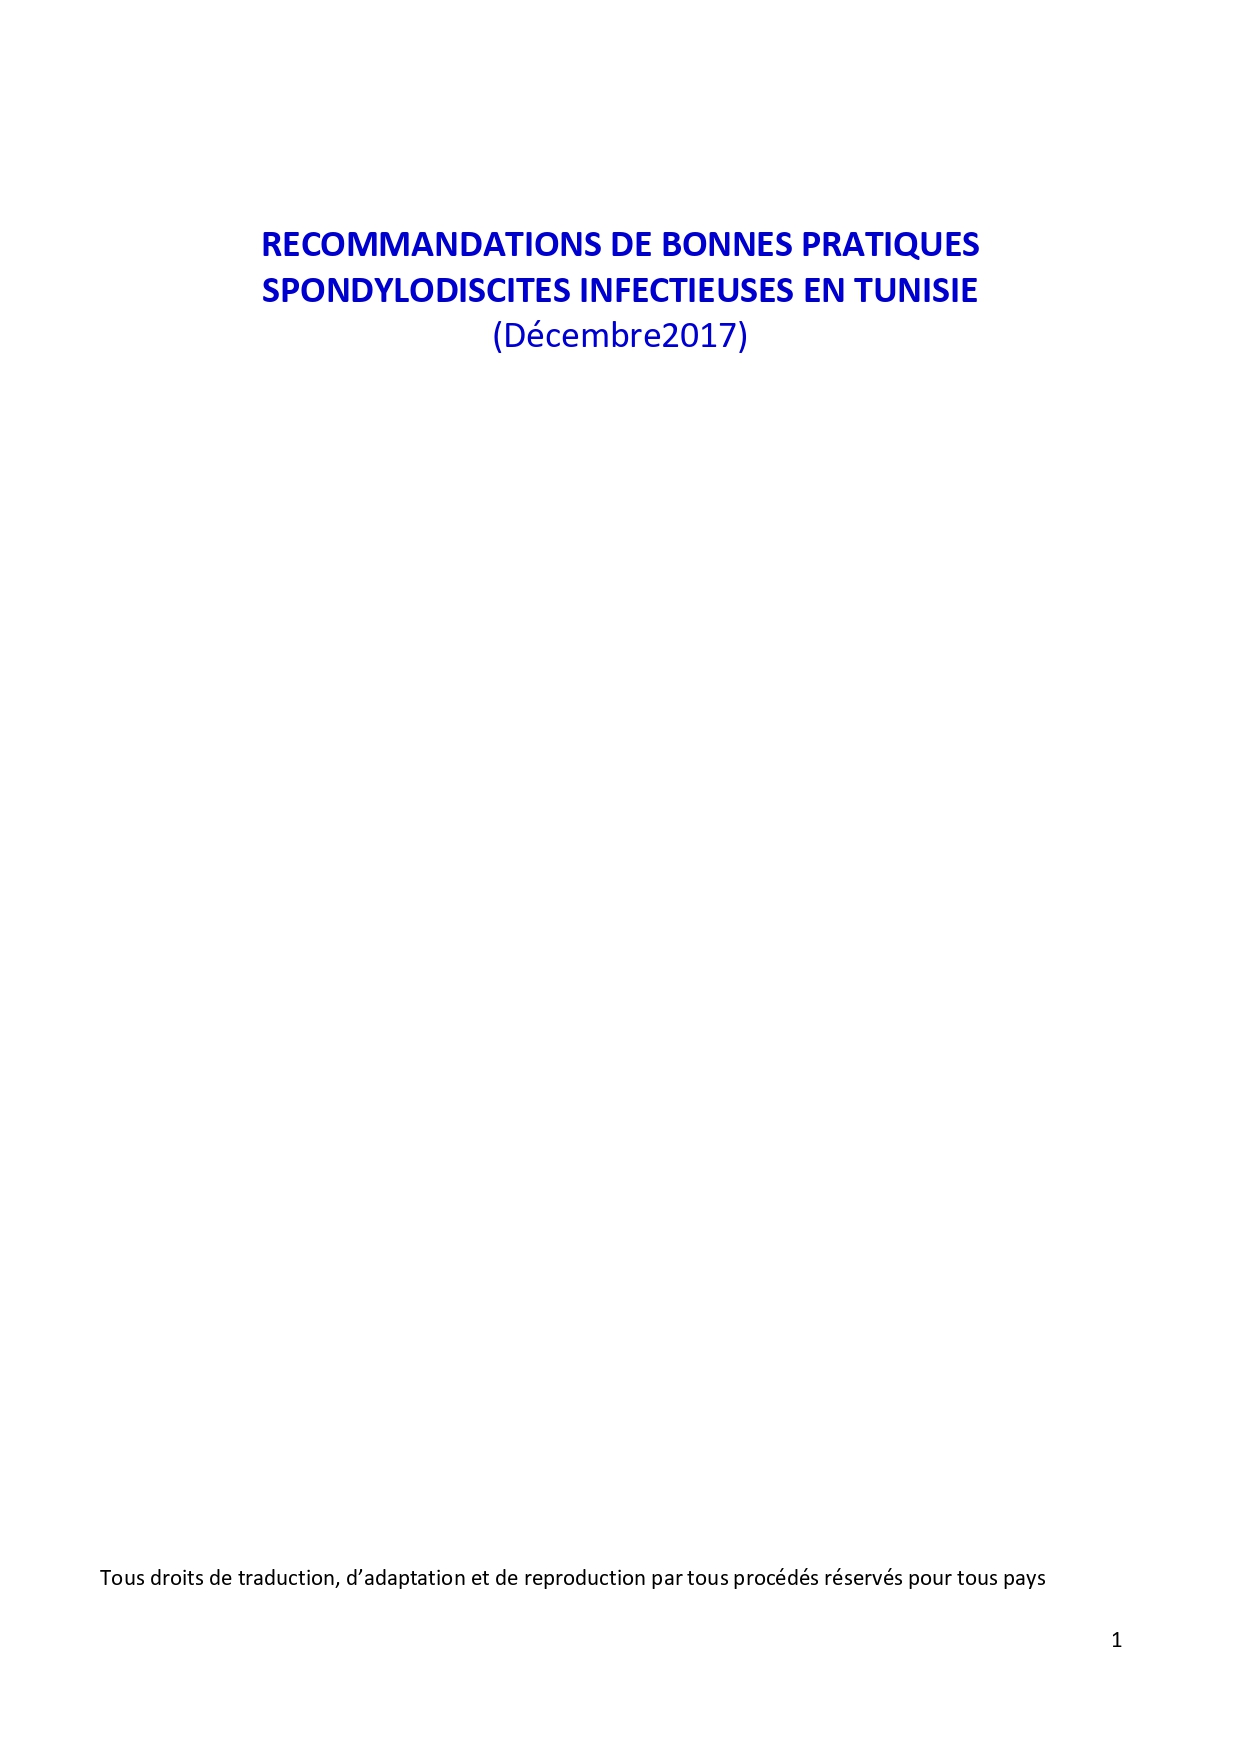 RECOMMANDATIONS DE BONNES PRATIQUES
SPONDYLODISCITES INFECTIEUSES EN TUNISIE
(Décembre2017)
Tous droits de traduction, d’adaptation et de reproduction par tous procédés réservés pour tous pays
1